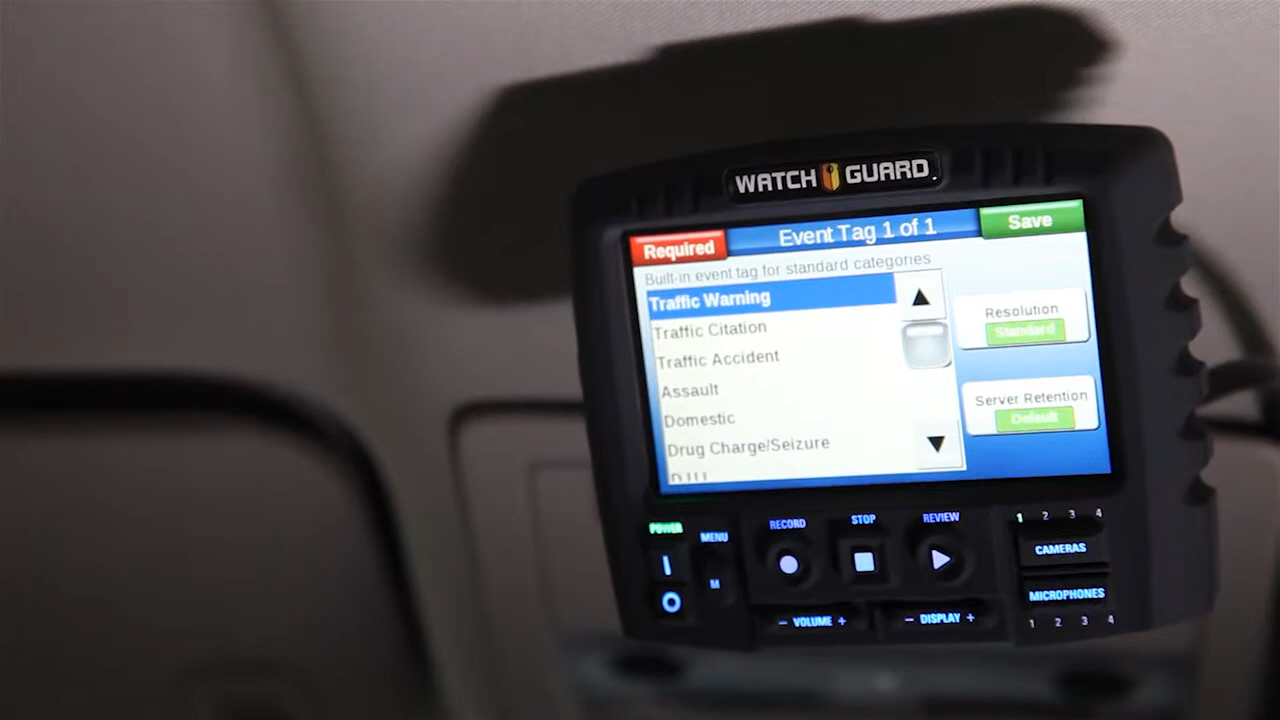 WATCH GUARD
Required
Event Tag 1 of 1
Save
Built-in event tag for standard categories
Traffic Warning
Traffic Citation
Traffic Accident
Assault
Domestic
Drug Charge/Seizure
Resolution
Standard
Server Retention
Default
POWER
MENU
M
RECORD
STOP
REVIEW
1 2 3 4
CAMERAS
MICROPHONES
1 2 3 4
- VOLUME +
- DISPLAY +